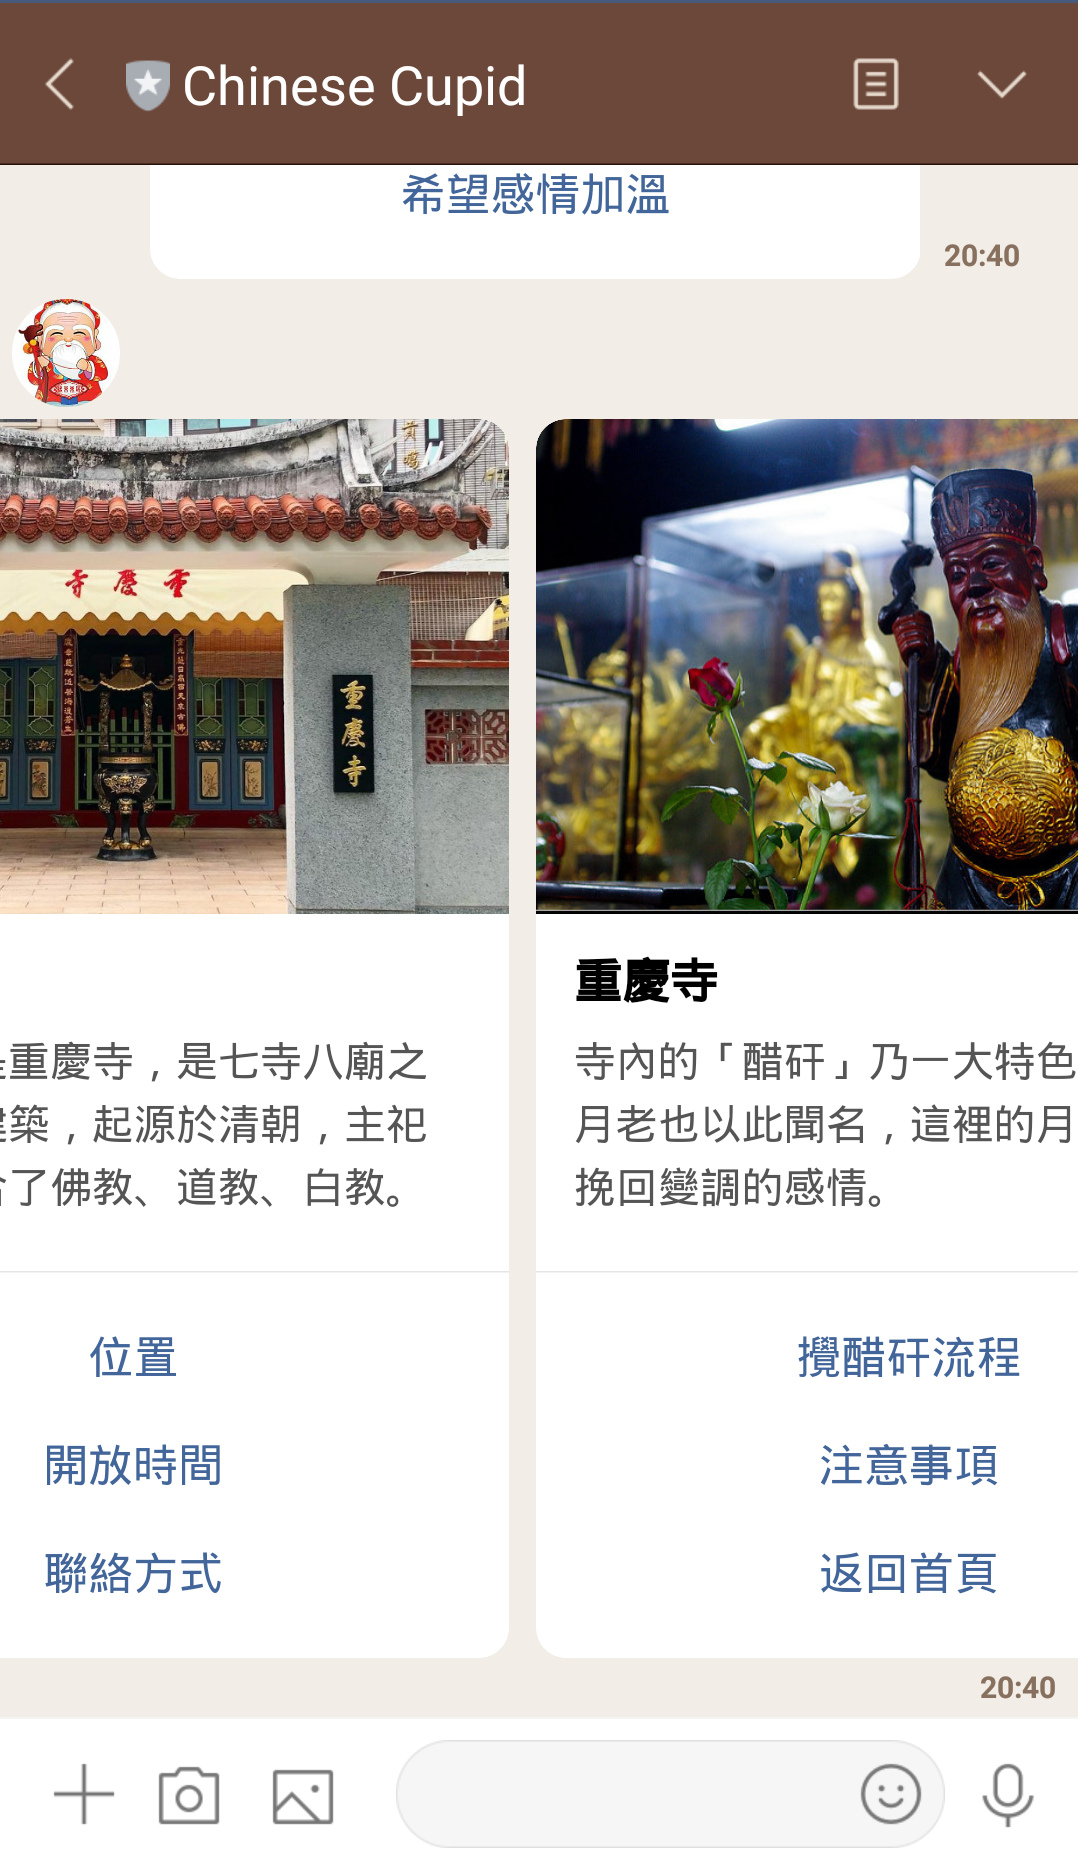 Chinese Cupid
希望感情加溫
20:40
寺慶重
重慶寺
重慶寺,是七寺八廟之
築,起源於清朝,主祀
了佛教、道教、白教。
位置
開放時間
聯絡方式
重慶寺
寺內的「醋矸」乃一大特色
月老也以此聞名,這裡的月
挽回變調的感情。
攪醋矸流程
注意事項
返回首頁
20:40